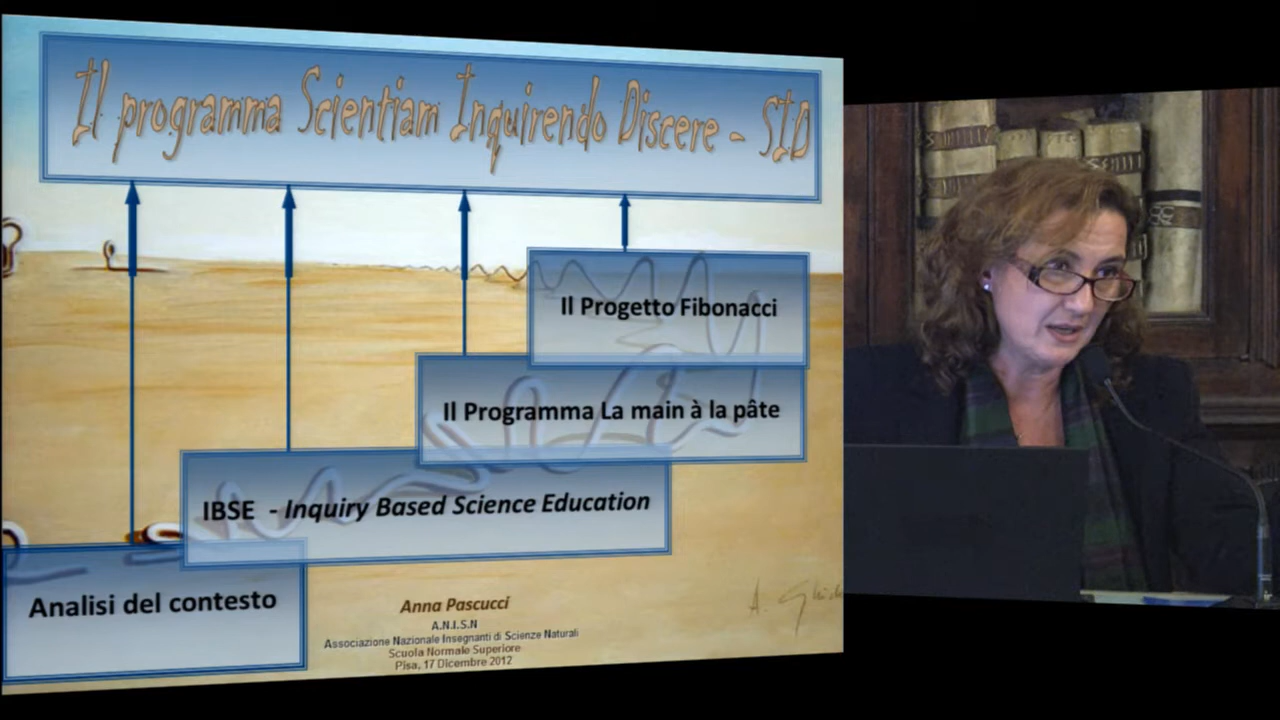 Il programma Scientiam Inquirendo Discere - SID
Il Progetto Fibonacci
Il Programma La main à la pâte
IBSE - Inquiry Based Science Education
Analisi del contesto
Anna Pascucci
A.N.I.S.N
Associazione Nazionale Insegnanti di Scienze Naturali
Scuola Normale Superiore
Pisa, 17 Dicembre 2012